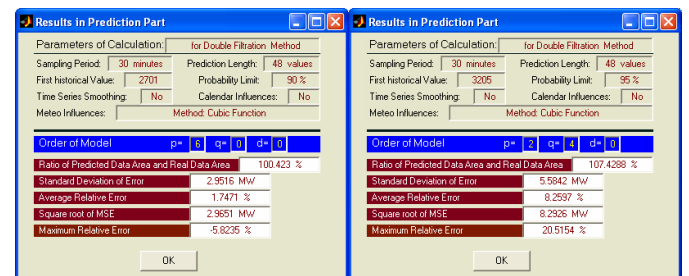 Results in Prediction Part
Parameters of Calculation: for Double Filtration Method
Sampling Period: 30 minutes Prediction Length: 48 values
First historical Value: 2701 Probability Limit: 90 %
Time Series Smoothing: No Calendar Influences: No
Meteo Influences: Method: Cubic Function
Order of Model p= 6 q= 0 d= 0
Ratio of Predicted Data Area and Real Data Area 100.423 %
Standard Deviation of Error 2.9516 MW
Average Relative Error 1.7471 %
Square root of MSE 2.9651 MW
Maximum Relative Error -5.8235 %
OK
Results in Prediction Part
Parameters of Calculation: for Double Filtration Method
Sampling Period: 30 minutes Prediction Length: 48 values
First historical Value: 3205 Probability Limit: 95 %
Time Series Smoothing: No Calendar Influences: No
Meteo Influences: Method: Cubic Function
Order of Model p= 2 q= 4 d= 0
Ratio of Predicted Data Area and Real Data Area 107.4288 %
Standard Deviation of Error 5.5842 MW
Average Relative Error 8.2597 %
Square root of MSE 8.2926 MW
Maximum Relative Error 20.5154 %
OK